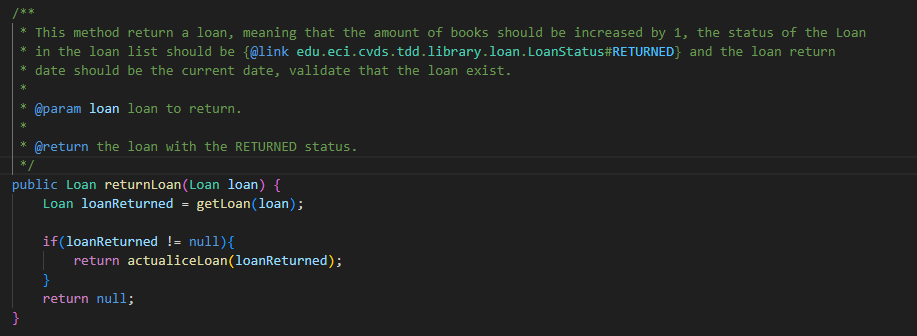 /**
 * This method return a loan, meaning that the amount of books should be increased by 1, the status of the Loan
 * in the loan list should be {@link edu.eci.cvds.tdd.library.loan.LoanStatus#RETURNED} and the loan return
 * date should be the current date, validate that the loan exist.
 *
 * @param loan loan to return.
 *
 * @return the loan with the RETURNED status.
 */
public Loan returnLoan(Loan loan) {
    Loan loanReturned = getLoan(loan);

    if(loanReturned != null){
        return actualiceLoan(loanReturned);
    }
    return null;
}